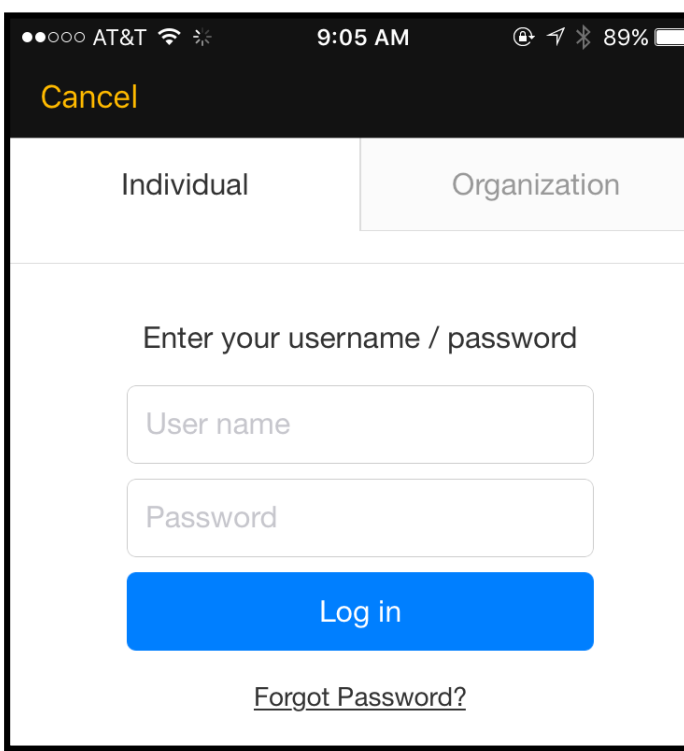 AT&T 9:05 AM 89%
Cancel
Individual Organization
Enter your username / password
User name
Password
Log in
Forgot Password?